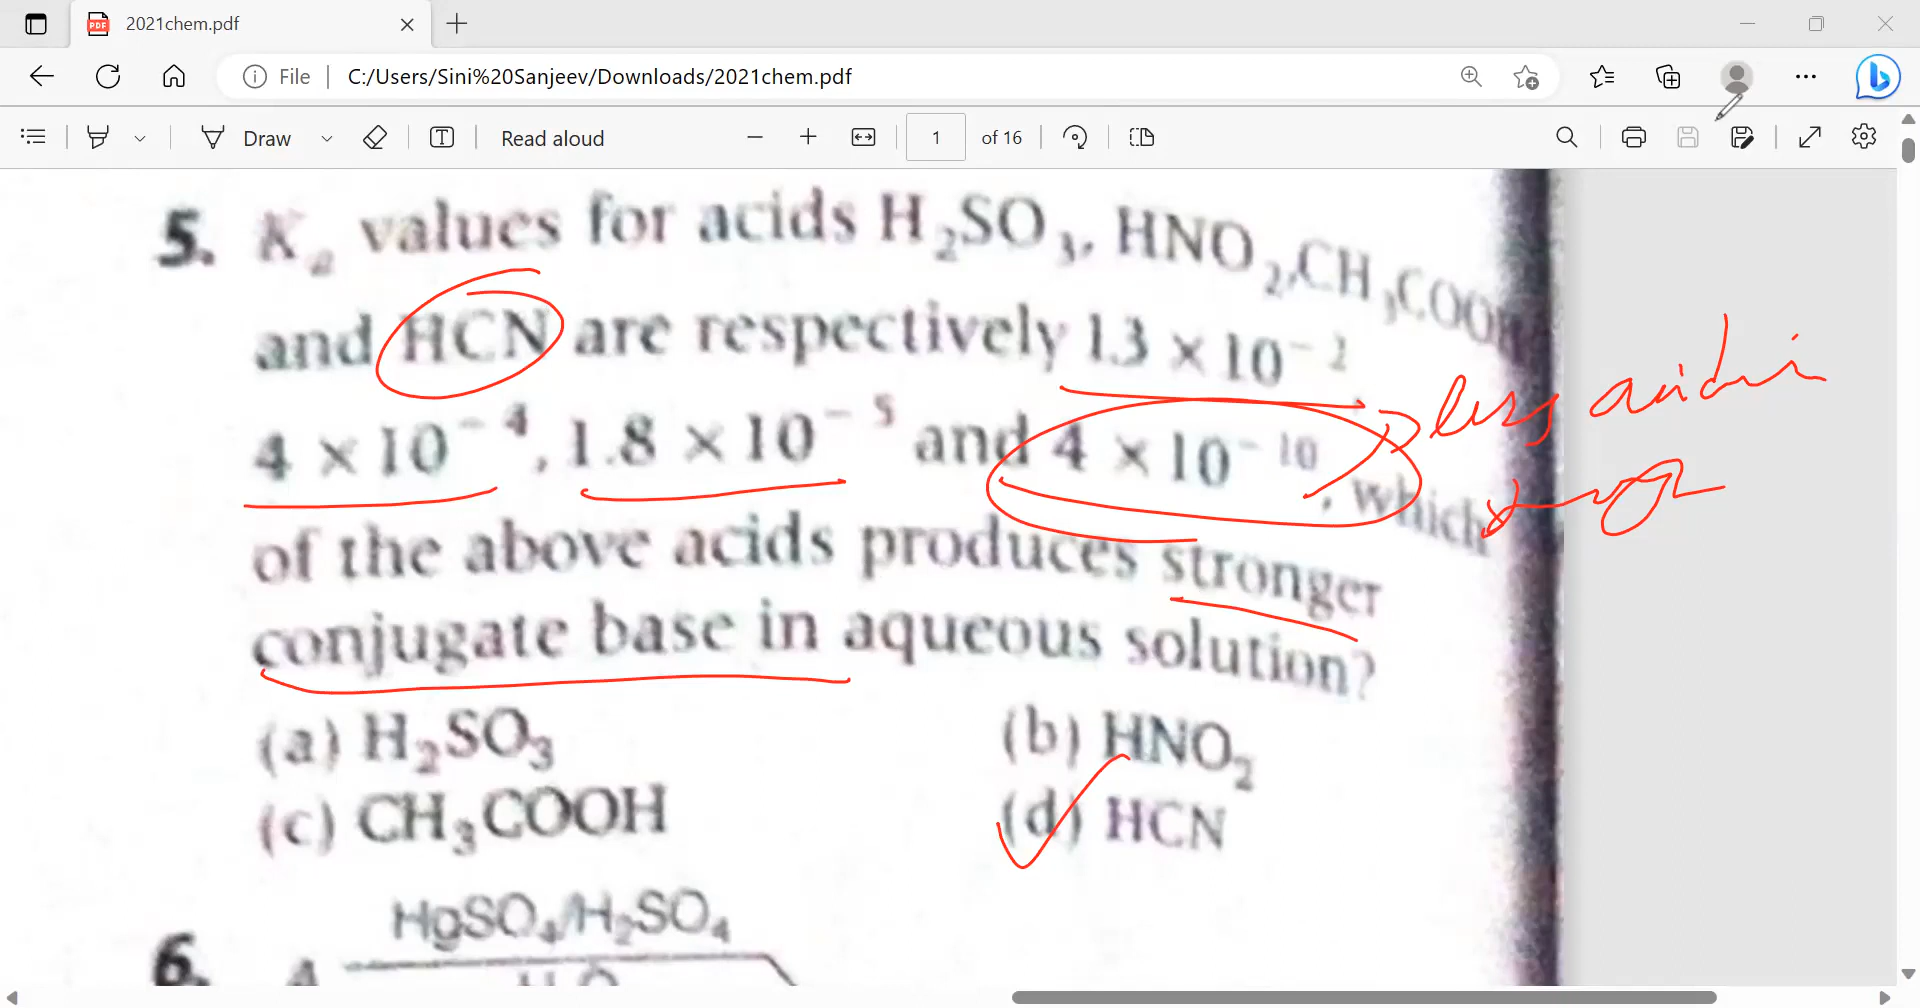 2021chem.pdf
File
C:/Users/Sini%20Sanjeev/Downloads/2021chem.pdf
Draw
Read aloud
1 of 16
5. Kₐ values for acids H₂SO₃, HNO₂, CH₃COOH
and HCN are respectively 1.3 × 10⁻²
4 × 10⁻⁴, 1.8 × 10⁻⁵ and 4 × 10⁻¹⁰, which
less acidic
of the above acids produces stronger
conjugate base in aqueous solution?
(a) H₂SO₃ (b) HNO₂
(c) CH₃COOH (d) HCN
HgSO₄/H₂SO₄
6. A